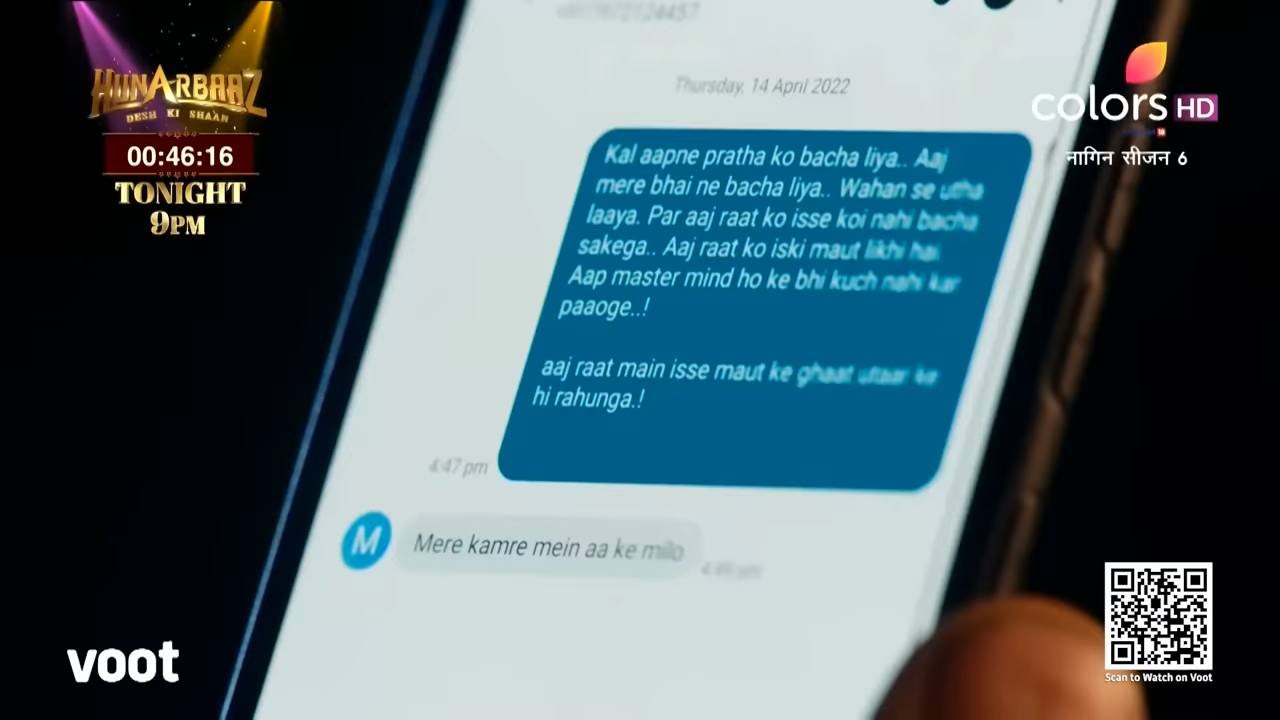 HUNARBAAZ
DESH KI SHAAN
00:46:16
TONIGHT
9PM
colors HD
नागिन सीजन 6
Thursday, 14 April 2022
Kal aapne pratha ko bacha liya.. Aaj
mere bhai ne bacha liya.. Wahan se utha
laaya. Par aaj raat ko isse koi nahi bacha
sakega.. Aaj raat ko iski maut likhi hai.
Aap master mind ho ke bhi kuch nahi kar
paaoge..!
aaj raat main isse maut ke ghaat utaar ke
hi rahunga.!
4:47 pm
M
Mere kamre mein aa ke milo
voot
Scan to Watch on Voot